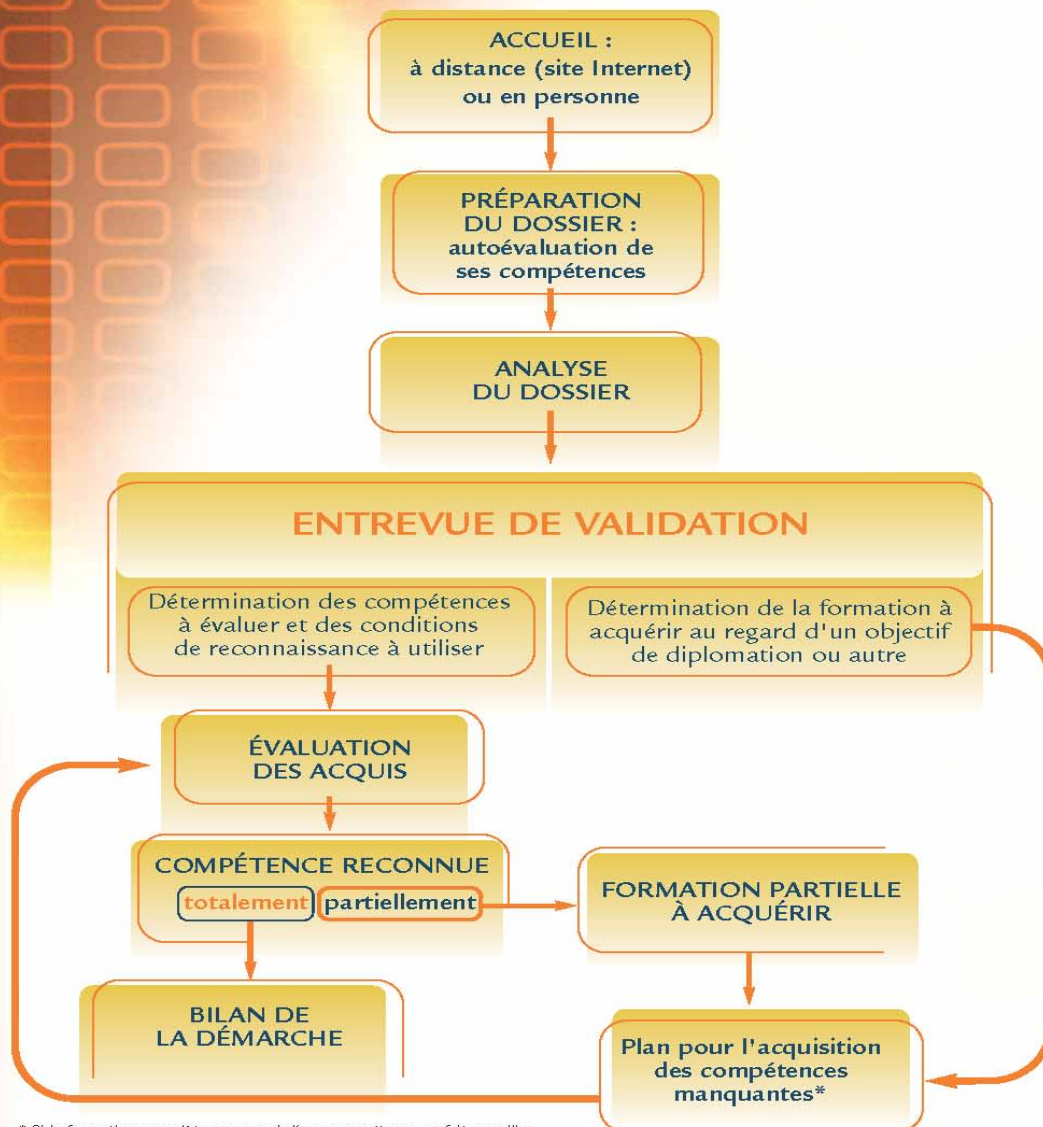 ACCUEIL :
à distance (site Internet)
ou en personne
PRÉPARATION
DU DOSSIER :
autoévaluation de
ses compétences
ANALYSE
DU DOSSIER
ENTREVUE DE VALIDATION
Détermination des compétences
à évaluer et des conditions
de reconnaissance à utiliser
Détermination de la formation à
acquérir au regard d'un objectif
de diplomation ou autre
ÉVALUATION
DES ACQUIS
COMPÉTENCE RECONNUE
totalement partiellement
FORMATION PARTIELLE
À ACQUÉRIR
BILAN DE
LA DÉMARCHE
Plan pour l'acquisition
des compétences
manquantes*